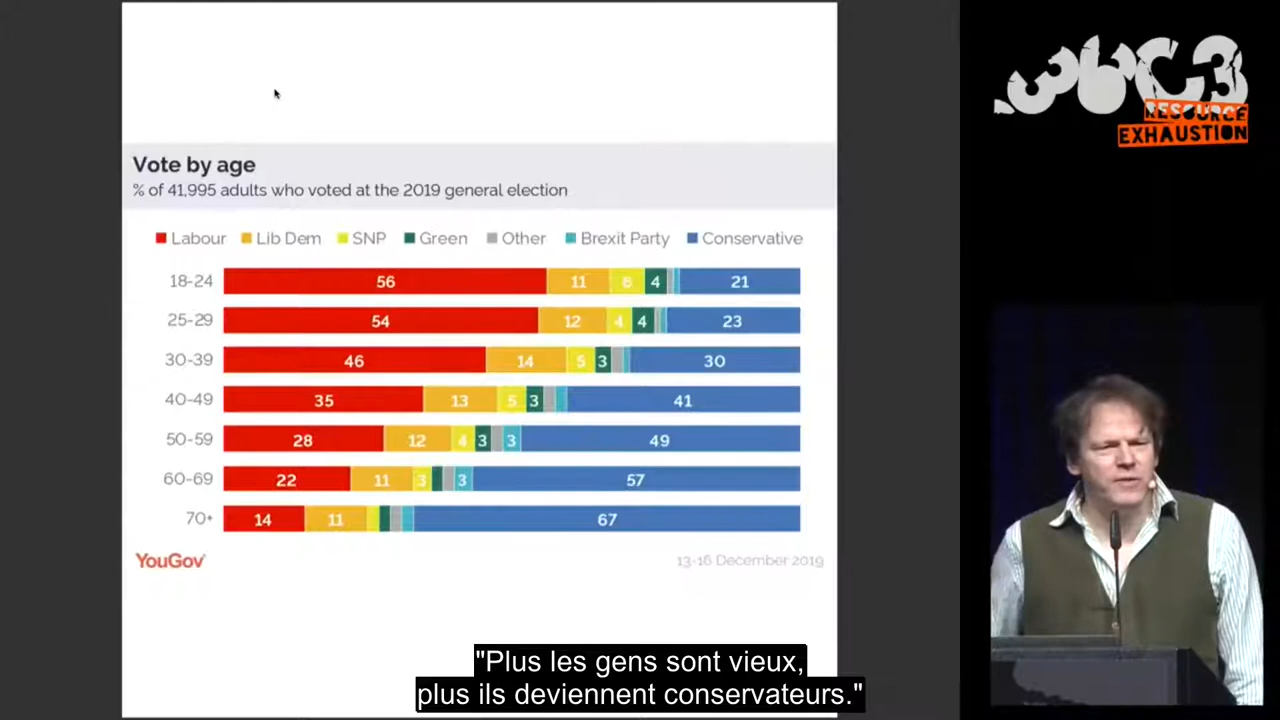 36C3
RESOURCE
EXHAUSTION
Vote by age
% of 41,995 adults who voted at the 2019 general election
Labour Lib Dem SNP Green Other Brexit Party Conservative
18-24 56 11 6 4 21
25-29 54 12 4 4 23
30-39 46 14 5 3 30
40-49 35 13 5 3 41
50-59 28 12 4 3 3 49
60-69 22 11 3 3 57
70+ 14 11 67
YouGov
13-16 December 2019
"Plus les gens sont vieux,
plus ils deviennent conservateurs."